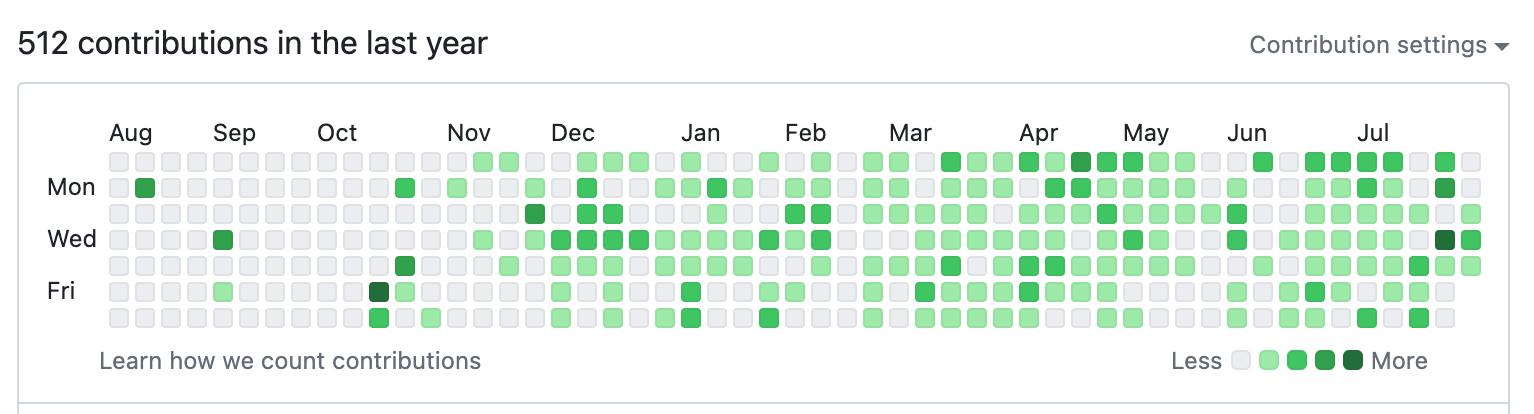 512 contributions in the last year
Contribution settings
Aug Sep Oct Nov Dec Jan Feb Mar Apr May Jun Jul
Mon
Wed
Fri
Learn how we count contributions
Less More